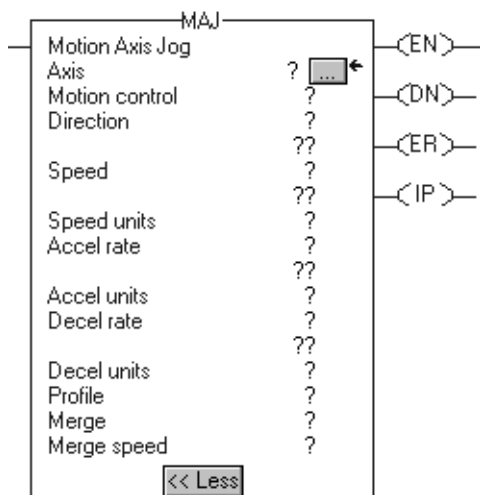 MAJ
Motion Axis Jog (EN)
Axis ? ...
Motion control ? (DN)
Direction ?
?? (ER)
Speed ?
?? (IP)
Speed units ?
Accel rate ?
??
Accel units ?
Decel rate ?
??
Decel units ?
Profile ?
Merge ?
Merge speed ?
<< Less